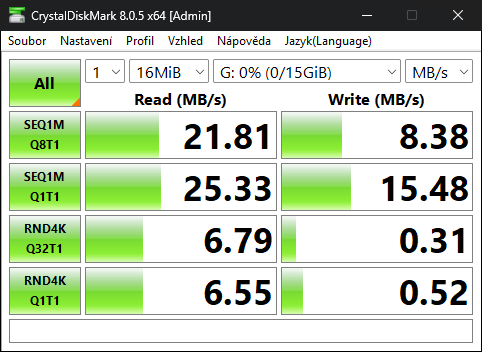 CrystalDiskMark 8.0.5 x64 [Admin]
Soubor Nastavení Profil Vzhled Nápověda Jazyk(Language)
All 1 16MiB G: 0% (0/15GiB) MB/s
Read (MB/s) Write (MB/s)
SEQ1M Q8T1 21.81 8.38
SEQ1M Q1T1 25.33 15.48
RND4K Q32T1 6.79 0.31
RND4K Q1T1 6.55 0.52